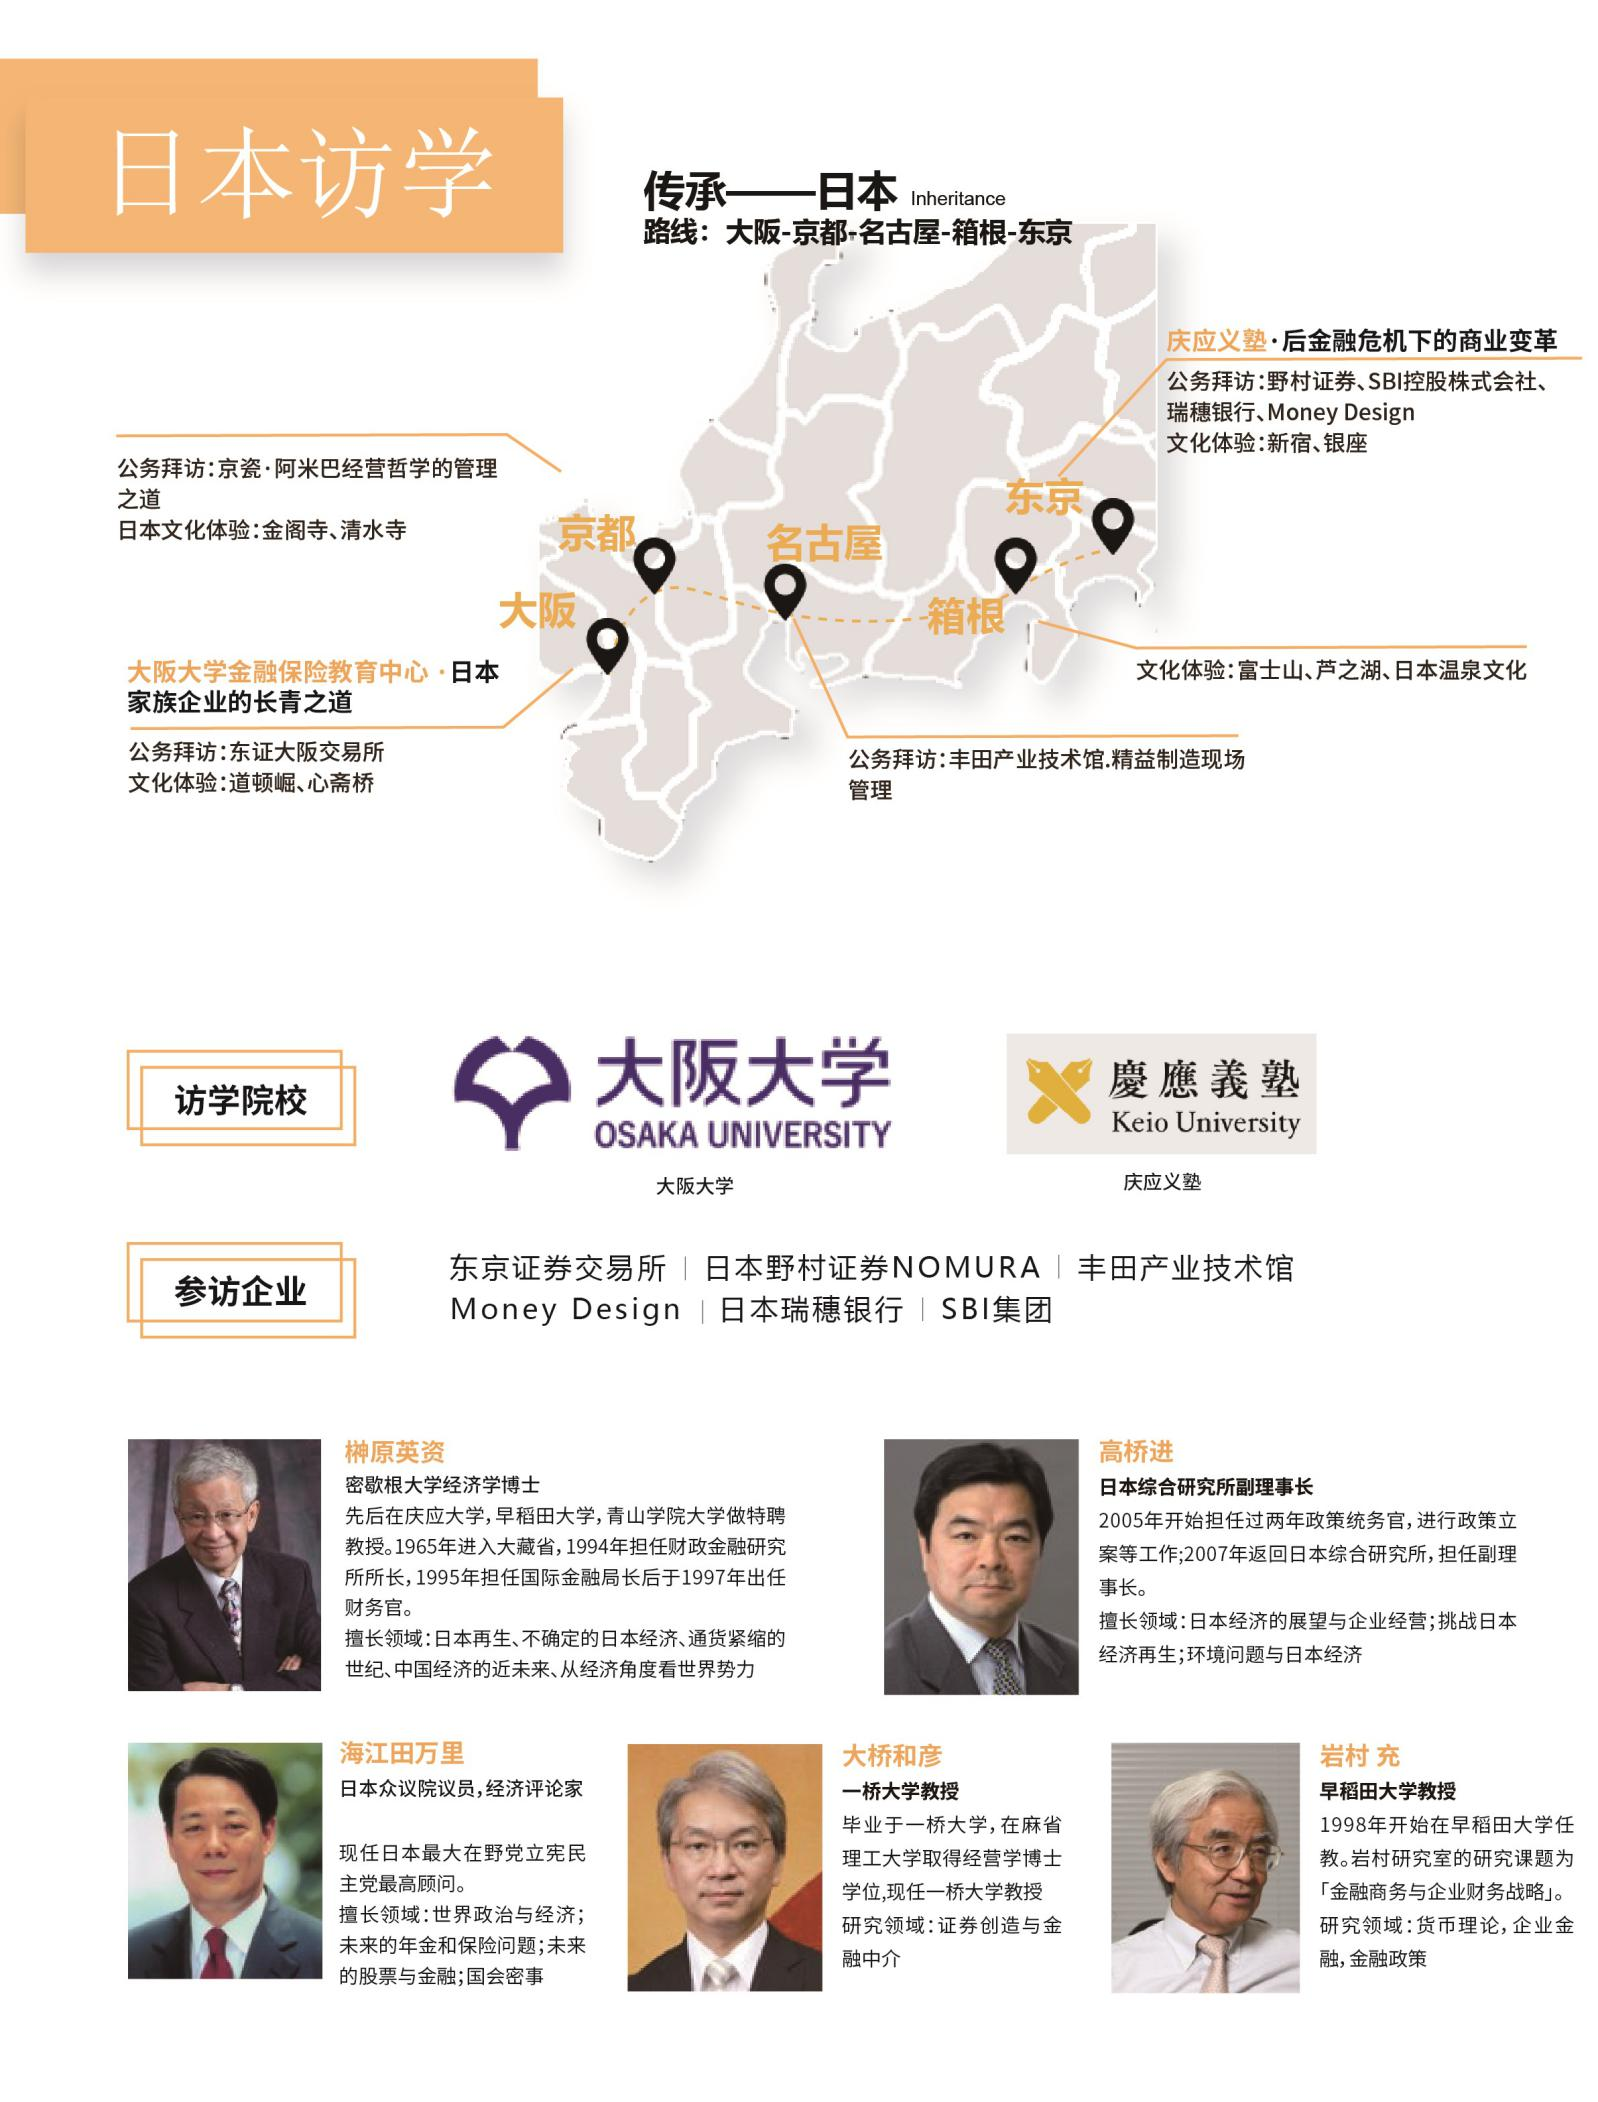 日本访学
传承——日本 Inheritance
路线：大阪-京都-名古屋-箱根-东京
庆应义塾·后金融危机下的商业变革
公务拜访：野村证券、SBI控股株式会社、
瑞穗银行、Money Design
文化体验：新宿、银座
公务拜访：京瓷·阿米巴经营哲学的管理
之道
日本文化体验：金阁寺、清水寺
东京
京都
名古屋
大阪
箱根
大阪大学金融保险教育中心 ·日本
家族企业的长青之道
公务拜访：东证大阪交易所
文化体验：道顿崛、心斋桥
文化体验：富士山、芦之湖、日本温泉文化
公务拜访：丰田产业技术馆.精益制造现场
管理
访学院校
大阪大学
OSAKA UNIVERSITY
大阪大学
慶應義塾
Keio University
庆应义塾
参访企业
东京证券交易所 | 日本野村证券NOMURA | 丰田产业技术馆
Money Design | 日本瑞穗银行 | SBI集团
榊原英资
密歇根大学经济学博士
先后在庆应大学，早稻田大学，青山学院大学做特聘
教授。1965年进入大藏省，1994年担任财政金融研究
所所长，1995年担任国际金融局长后于1997年出任
财务官。
擅长领域：日本再生、不确定的日本经济、通货紧缩的
世纪、中国经济的近未来、从经济角度看世界势力
高桥进
日本综合研究所副理事长
2005年开始担任过两年政策统务官，进行政策立
案等工作;2007年返回日本综合研究所，担任副理
事长。
擅长领域：日本经济的展望与企业经营；挑战日本
经济再生；环境问题与日本经济
海江田万里
日本众议院议员，经济评论家
现任日本最大在野党立宪民
主党最高顾问。
擅长领域：世界政治与经济；
未来的年金和保险问题；未来
的股票与金融；国会密事
大桥和彦
一桥大学教授
毕业于一桥大学，在麻省
理工大学取得经营学博士
学位,现任一桥大学教授
研究领域：证券创造与金
融中介
岩村 充
早稻田大学教授
1998年开始在早稻田大学任
教。岩村研究室的研究课题为
「金融商务与企业财务战略」。
研究领域：货币理论，企业金
融，金融政策